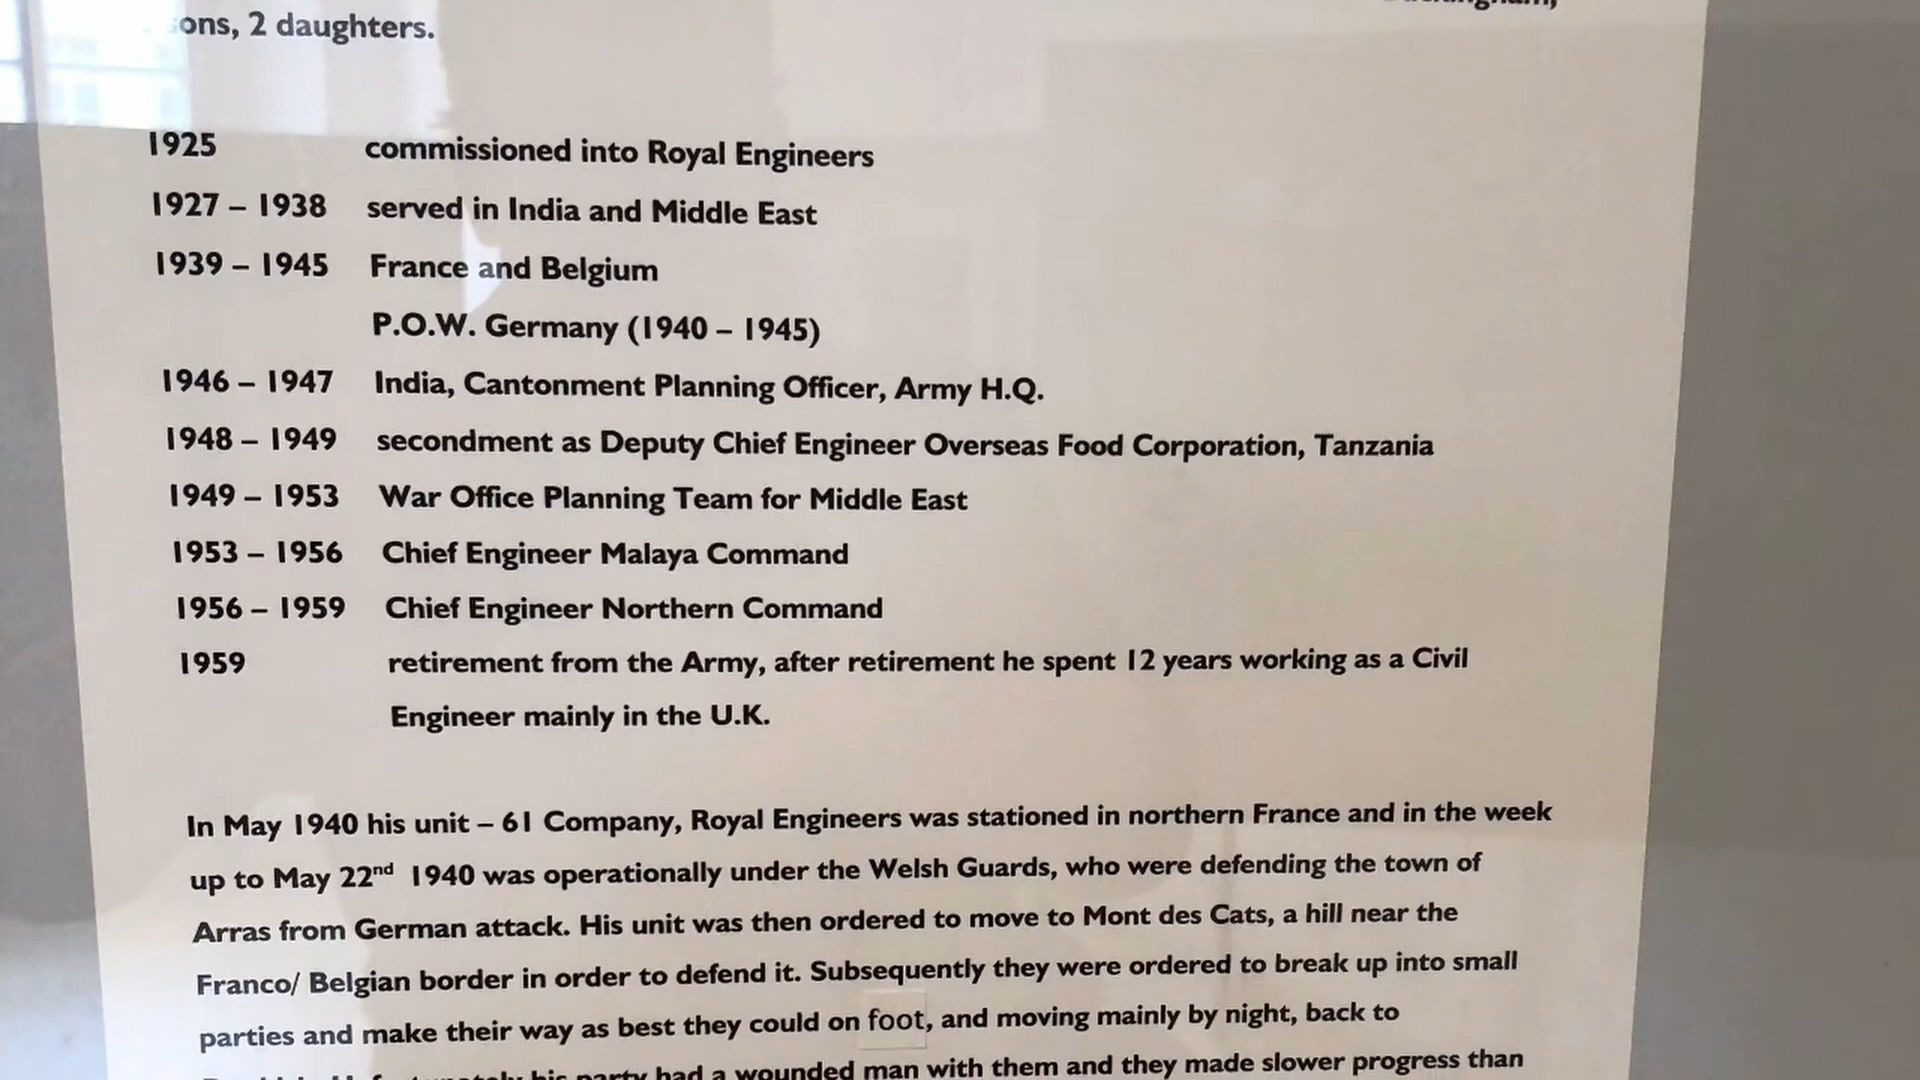 ons, 2 daughters.
1925 commissioned into Royal Engineers
1927 – 1938 served in India and Middle East
1939 – 1945 France and Belgium
P.O.W. Germany (1940 – 1945)
1946 – 1947 India, Cantonment Planning Officer, Army H.Q.
1948 – 1949 secondment as Deputy Chief Engineer Overseas Food Corporation, Tanzania
1949 – 1953 War Office Planning Team for Middle East
1953 – 1956 Chief Engineer Malaya Command
1956 – 1959 Chief Engineer Northern Command
1959 retirement from the Army, after retirement he spent 12 years working as a Civil
Engineer mainly in the U.K.
In May 1940 his unit – 61 Company, Royal Engineers was stationed in northern France and in the week
up to May 22nd 1940 was operationally under the Welsh Guards, who were defending the town of
Arras from German attack. His unit was then ordered to move to Mont des Cats, a hill near the
Franco/ Belgian border in order to defend it. Subsequently they were ordered to break up into small
parties and make their way as best they could on foot, and moving mainly by night, back to
his party had a wounded man with them and they made slower progress than